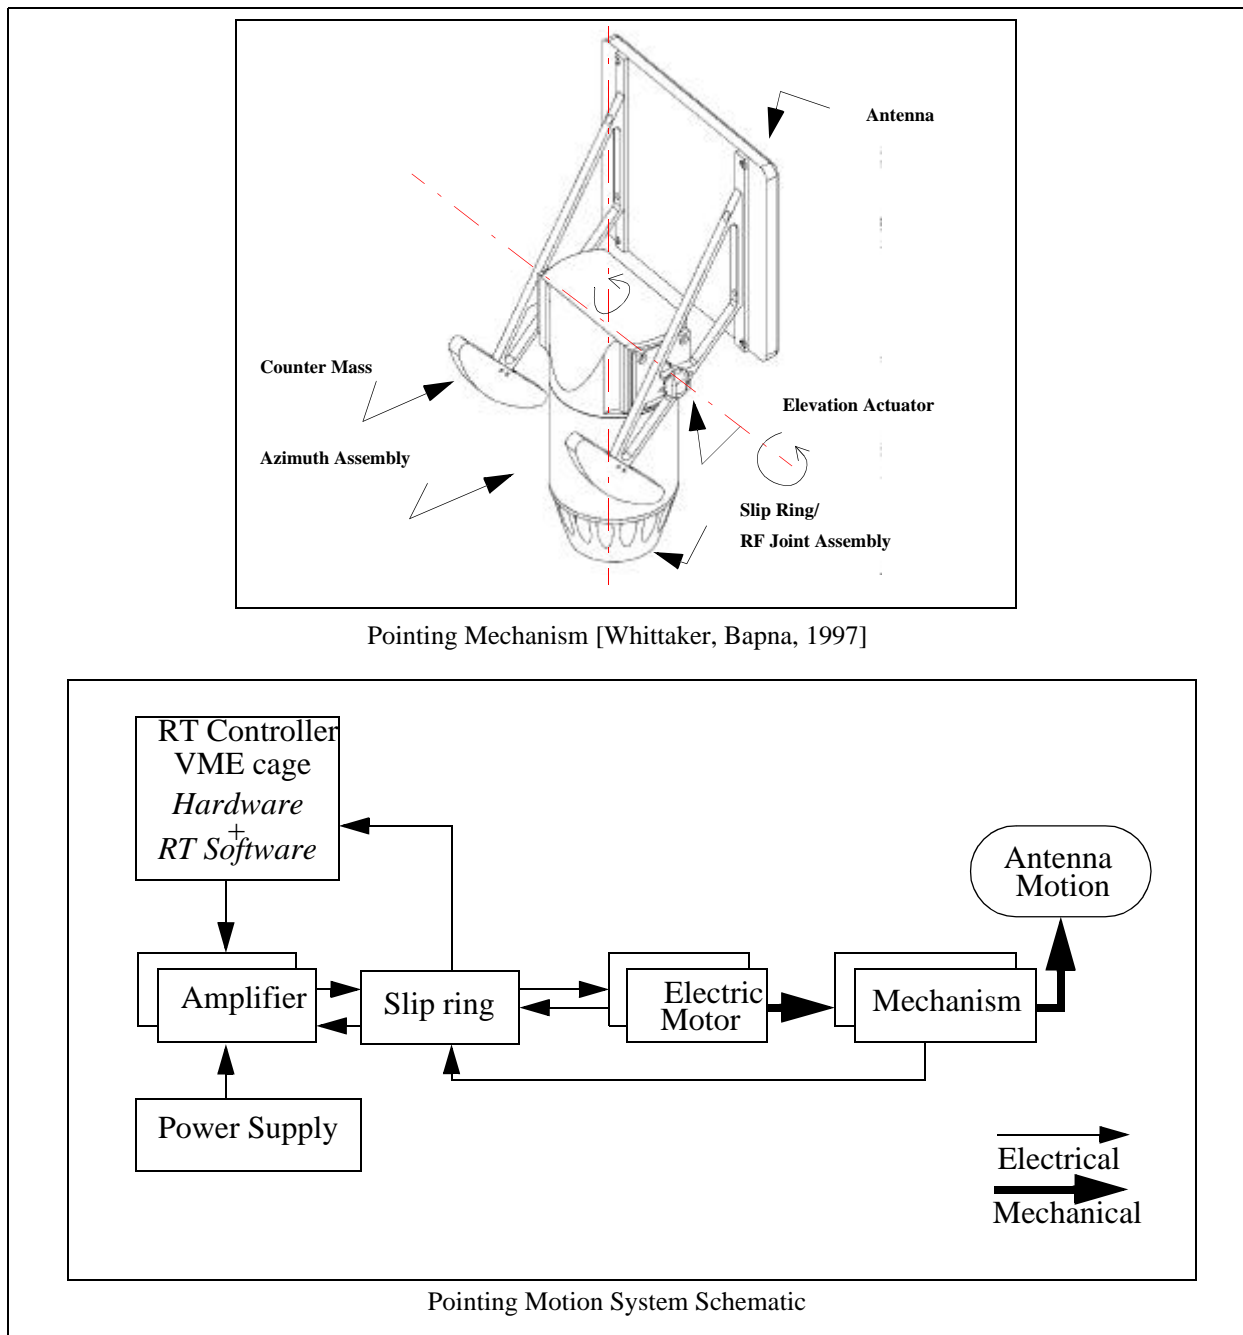 Antenna
Counter Mass
Elevation Actuator
Azimuth Assembly
Slip Ring/
RF Joint Assembly
Pointing Mechanism [Whittaker, Bapna, 1997]
RT Controller
VME cage
Hardware
+
RT Software
Antenna
Motion
Amplifier
Slip ring
Electric
Motor
Mechanism
Power Supply
Electrical
Mechanical
Pointing Motion System Schematic